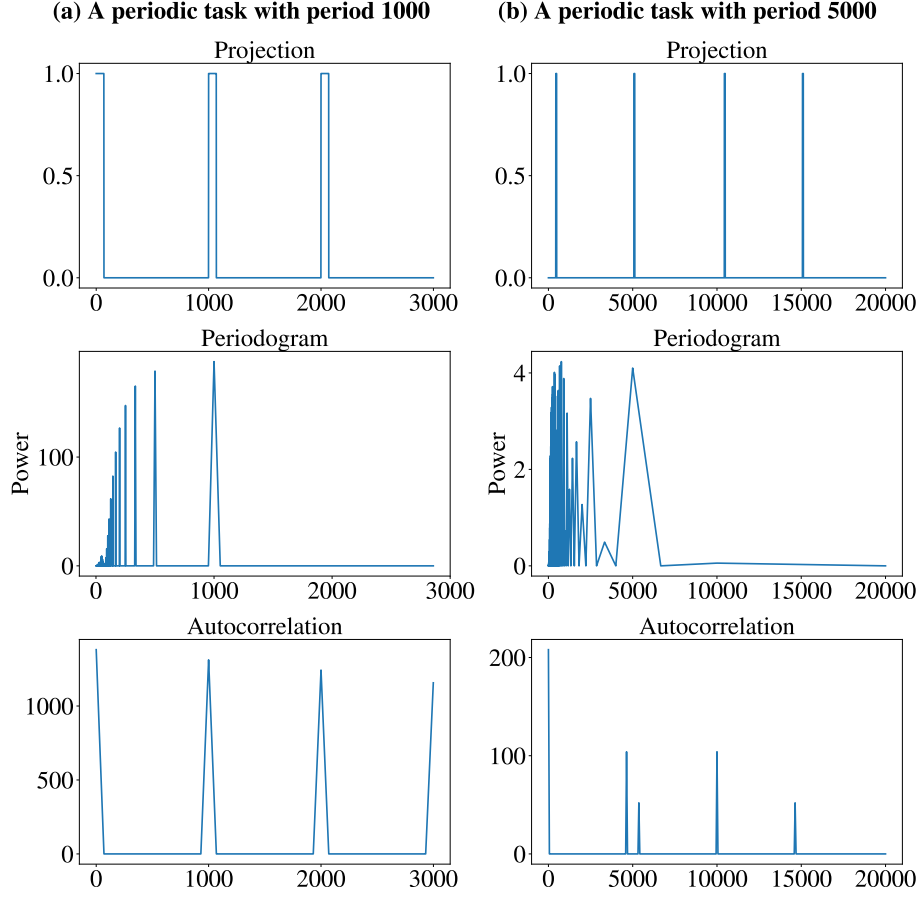 (a) A periodic task with period 1000
(b) A periodic task with period 5000
Projection
1.0
0.5
0.0
0 1000 2000 3000
Projection
1.0
0.5
0.0
0 5000 10000 15000 20000
Periodogram
Power
100
0
0 1000 2000 3000
Periodogram
Power
4
2
0
0 5000 10000 15000 20000
Autocorrelation
1000
500
0
0 1000 2000 3000
Autocorrelation
200
100
0
0 5000 10000 15000 20000